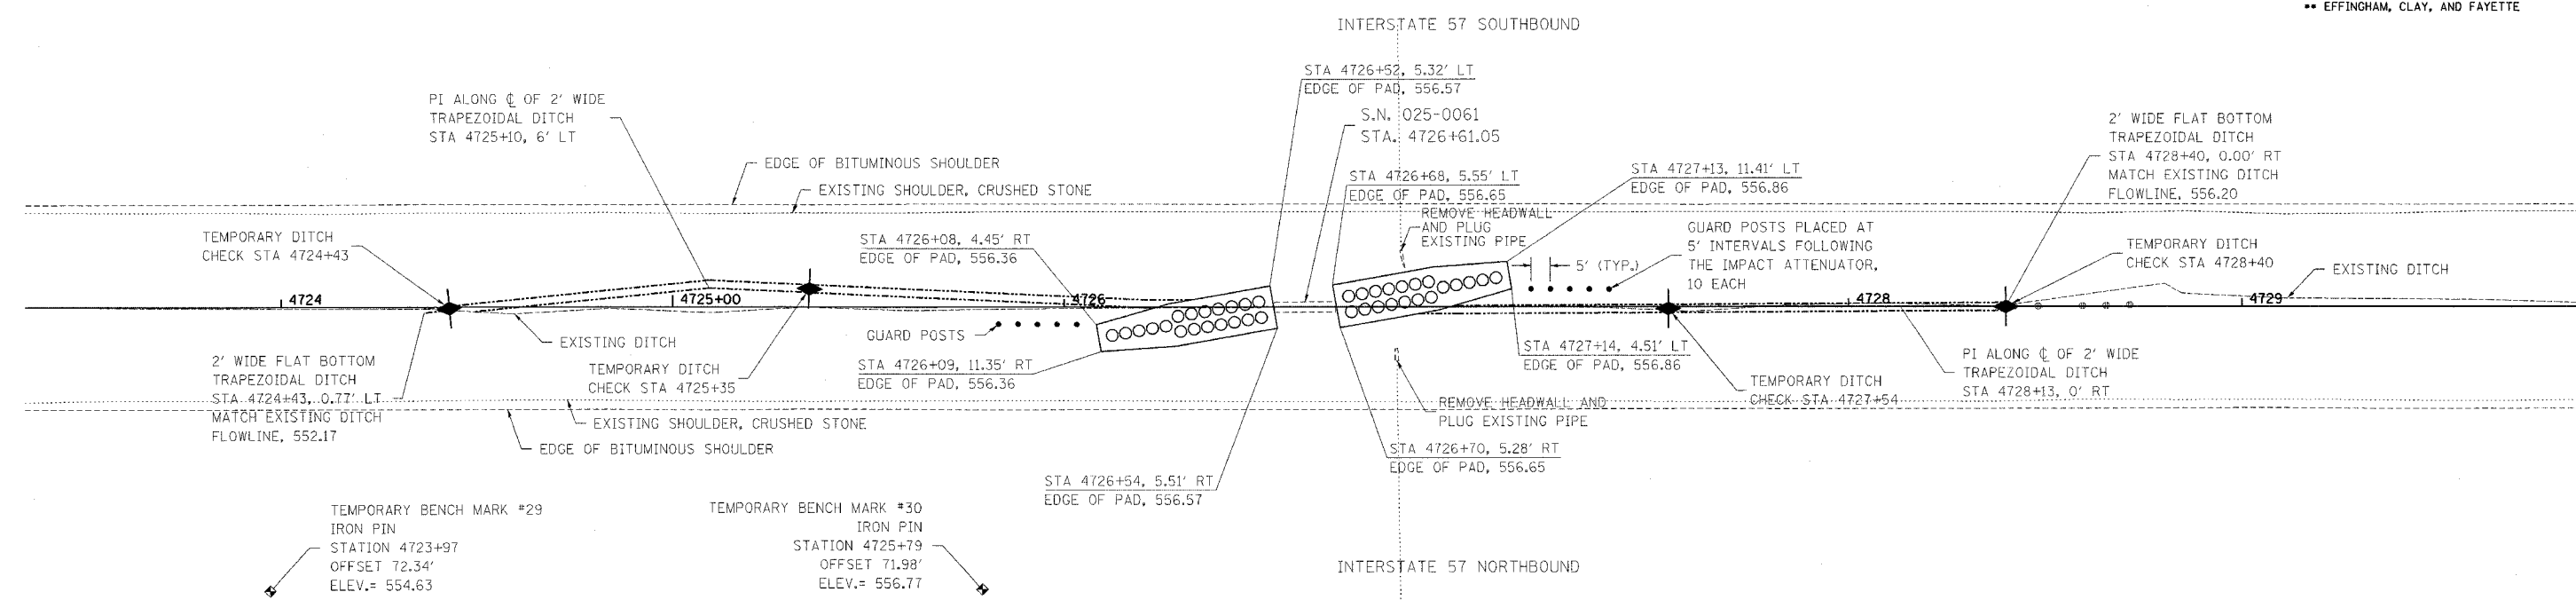 ** EFFINGHAM, CLAY, AND FAYETTE
INTERSTATE 57 SOUTHBOUND
STA 4726+52, 5.32' LT
EDGE OF PAD, 556.57
PI ALONG ℄ OF 2' WIDE
TRAPEZOIDAL DITCH
STA 4725+10, 6' LT
S.N. 025-0061
STA. 4726+61.05
2' WIDE FLAT BOTTOM
TRAPEZOIDAL DITCH
STA 4728+40, 0.00' RT
MATCH EXISTING DITCH
FLOWLINE, 556.20
EDGE OF BITUMINOUS SHOULDER
EXISTING SHOULDER, CRUSHED STONE
STA 4726+68, 5.55' LT
EDGE OF PAD, 556.65
STA 4727+13, 11.41' LT
EDGE OF PAD, 556.86
REMOVE HEADWALL
AND PLUG
EXISTING PIPE
GUARD POSTS PLACED AT
5' INTERVALS FOLLOWING
THE IMPACT ATTENUATOR,
10 EACH
TEMPORARY DITCH
CHECK STA 4724+43
STA 4726+08, 4.45' RT
EDGE OF PAD, 556.36
5' (TYP.)
TEMPORARY DITCH
CHECK STA 4728+40
EXISTING DITCH
4724
4725+00
4726
4728
4729
GUARD POSTS
EXISTING DITCH
2' WIDE FLAT BOTTOM
TRAPEZOIDAL DITCH
STA 4724+43, 0.77' LT
MATCH EXISTING DITCH
FLOWLINE, 552.17
TEMPORARY DITCH
CHECK STA 4725+35
STA 4726+09, 11.35' RT
EDGE OF PAD, 556.36
STA 4727+14, 4.51' LT
EDGE OF PAD, 556.86
TEMPORARY DITCH
CHECK STA 4727+54
PI ALONG ℄ OF 2' WIDE
TRAPEZOIDAL DITCH
STA 4728+13, 0' RT
EXISTING SHOULDER, CRUSHED STONE
EDGE OF BITUMINOUS SHOULDER
REMOVE HEADWALL AND
PLUG EXISTING PIPE
STA 4726+70, 5.28' RT
EDGE OF PAD, 556.65
STA 4726+54, 5.51' RT
EDGE OF PAD, 556.57
TEMPORARY BENCH MARK #29
IRON PIN
STATION 4723+97
OFFSET 72.34'
ELEV.= 554.63
TEMPORARY BENCH MARK #30
IRON PIN
STATION 4725+79
OFFSET 71.98'
ELEV.= 556.77
INTERSTATE 57 NORTHBOUND